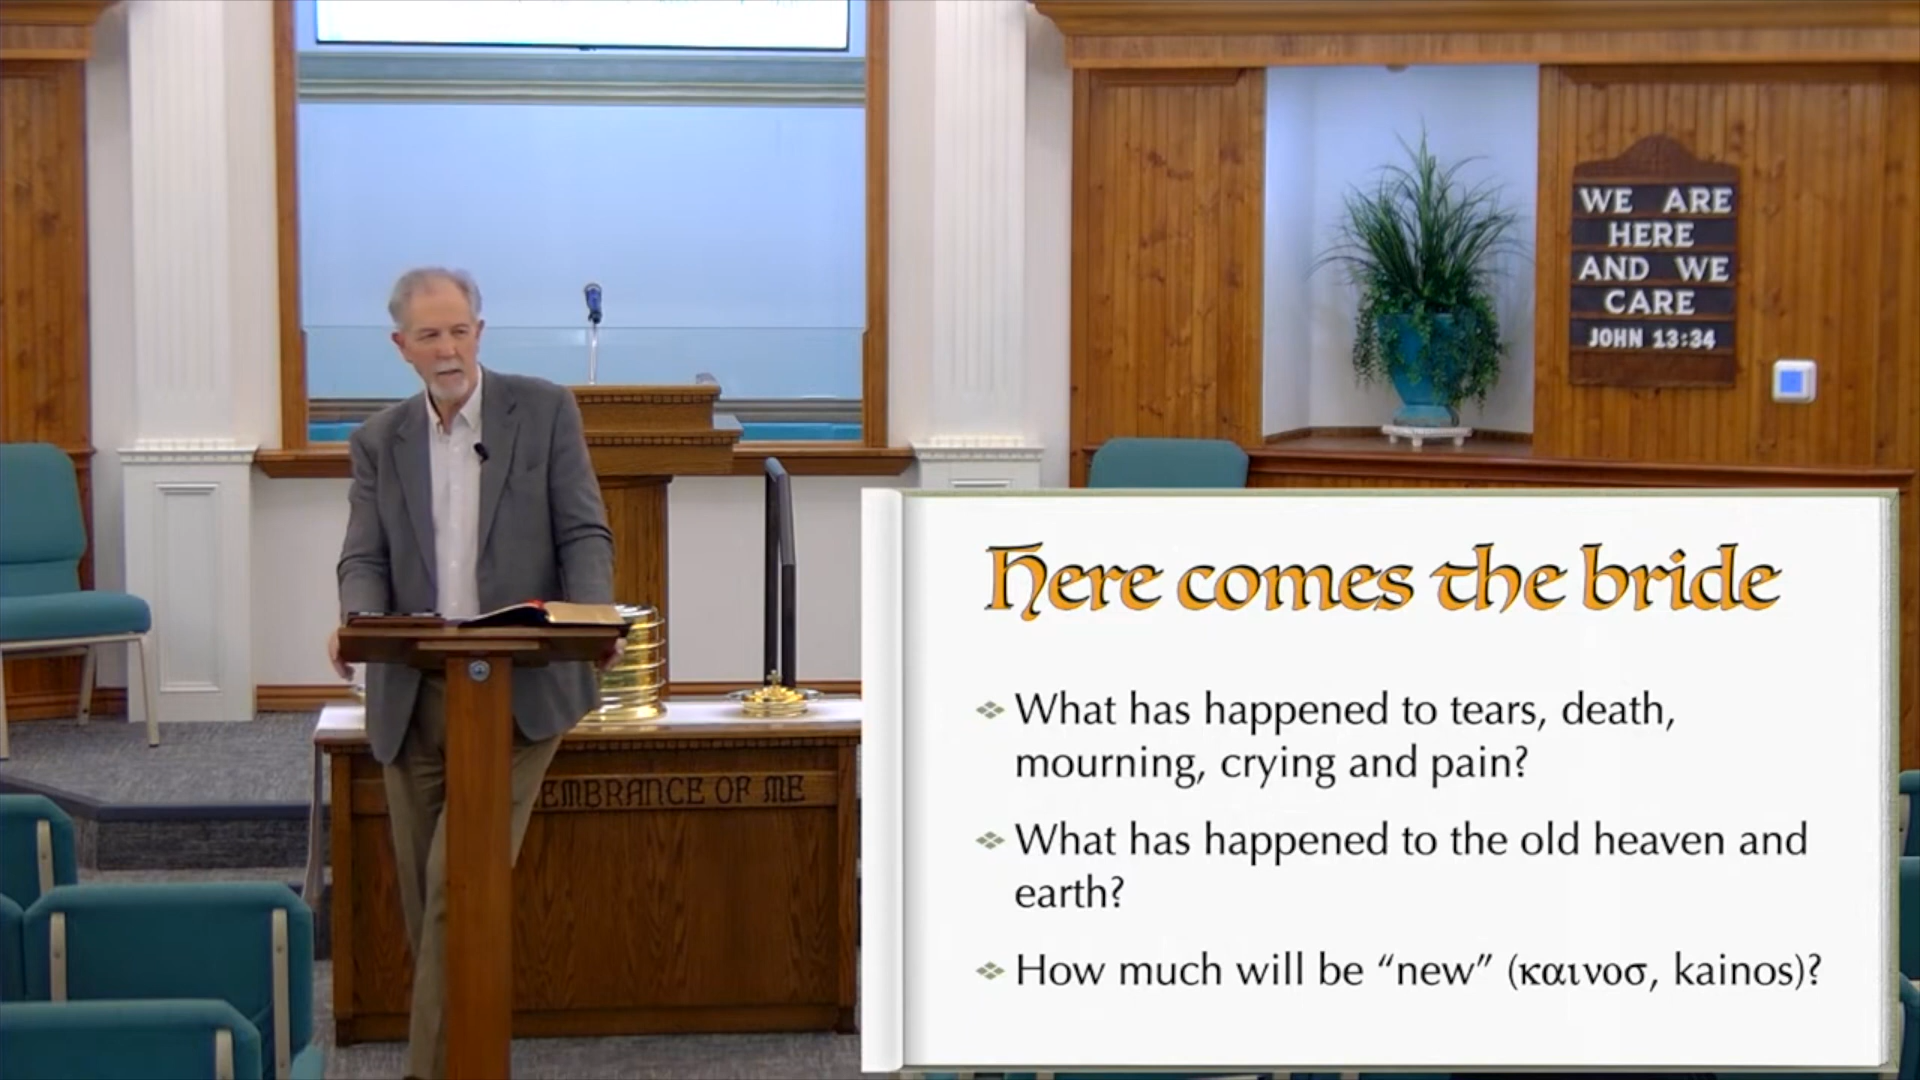 WE ARE
HERE
AND WE
CARE
JOHN 13:34
EMBRANCE OF ME
Here comes the bride
What has happened to tears, death,
mourning, crying and pain?
What has happened to the old heaven and
earth?
How much will be “new” (καινοσ, kainos)?